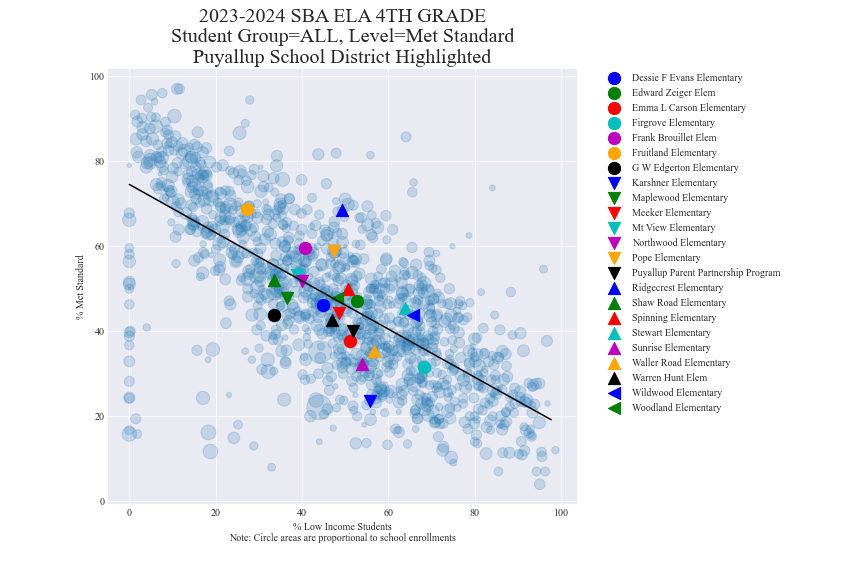 2023-2024 SBA ELA 4TH GRADE
Student Group=ALL, Level=Met Standard
Puyallup School District Highlighted
% Met Standard
100
80
60
40
20
0
0 20 40 60 80 100
% Low Income Students
Note: Circle areas are proportional to school enrollments
Dessie F Evans Elementary
Edward Zeiger Elem
Emma L Carson Elementary
Firgrove Elementary
Frank Brouillet Elem
Fruitland Elementary
G W Edgerton Elementary
Karshner Elementary
Maplewood Elementary
Meeker Elementary
Mt View Elementary
Northwood Elementary
Pope Elementary
Puyallup Parent Partnership Program
Ridgecrest Elementary
Shaw Road Elementary
Spinning Elementary
Stewart Elementary
Sunrise Elementary
Waller Road Elementary
Warren Hunt Elem
Wildwood Elementary
Woodland Elementary